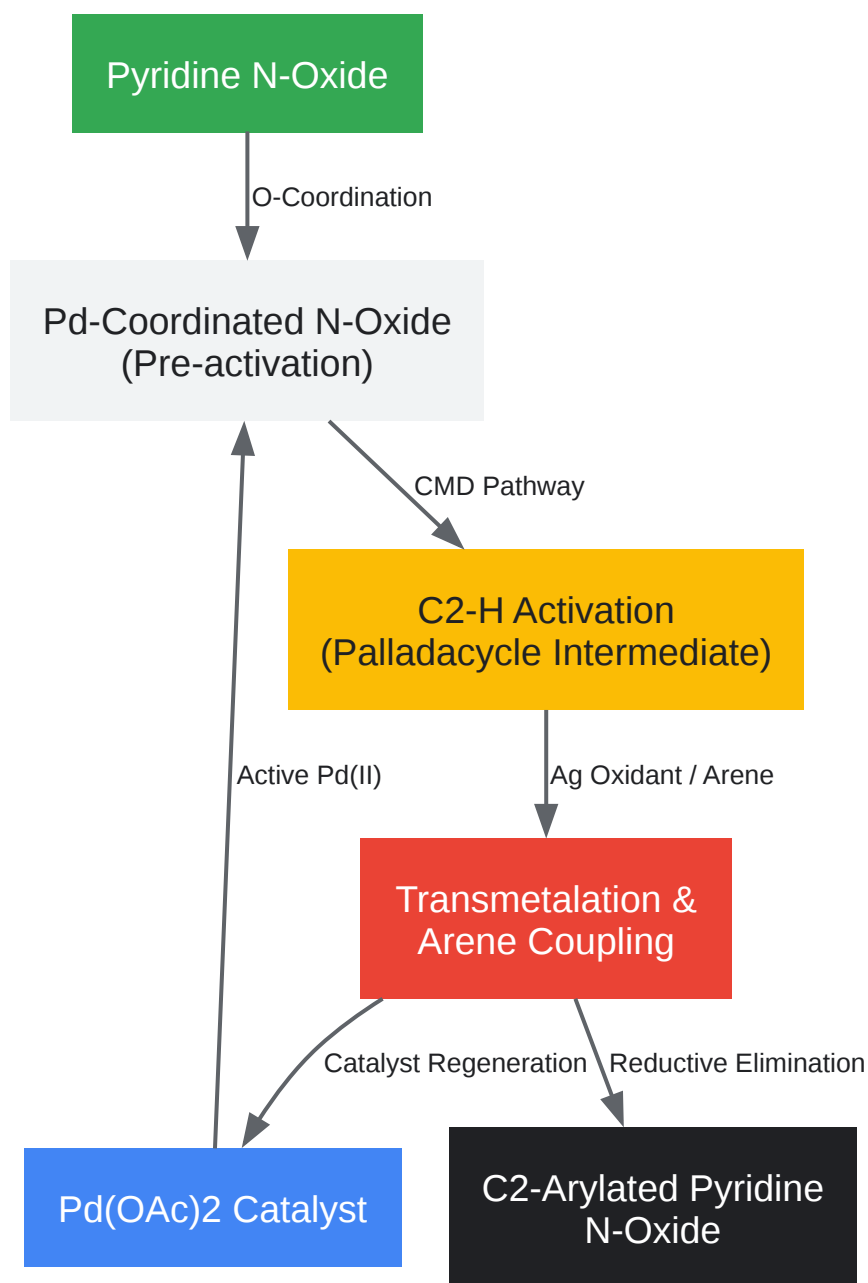 Pyridine N-Oxide
O-Coordination
Pd-Coordinated N-Oxide
(Pre-activation)
CMD Pathway
C2-H Activation
(Palladacycle Intermediate)
Active Pd(II)
Ag Oxidant / Arene
Transmetalation &
Arene Coupling
Catalyst Regeneration
Reductive Elimination
Pd(OAc)2 Catalyst
C2-Arylated Pyridine
N-Oxide